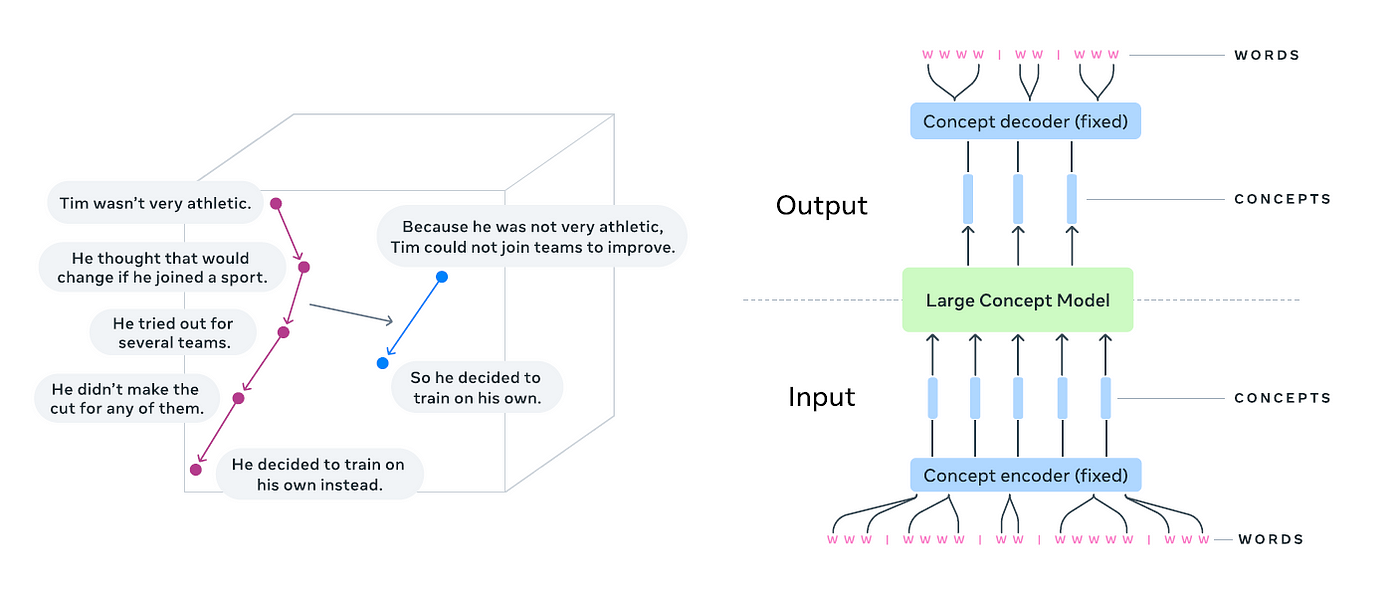 Tim wasn’t very athletic.
He thought that would
change if he joined a sport.
He tried out for
several teams.
He didn’t make the
cut for any of them.
He decided to train on
his own instead.
Because he was not very athletic,
Tim could not join teams to improve.
So he decided to
train on his own.
W W W W | W W | W W W
WORDS
Concept decoder (fixed)
CONCEPTS
Output
Large Concept Model
Input
CONCEPTS
Concept encoder (fixed)
W W W | W W W W | W W | W W W W W | W W W
WORDS